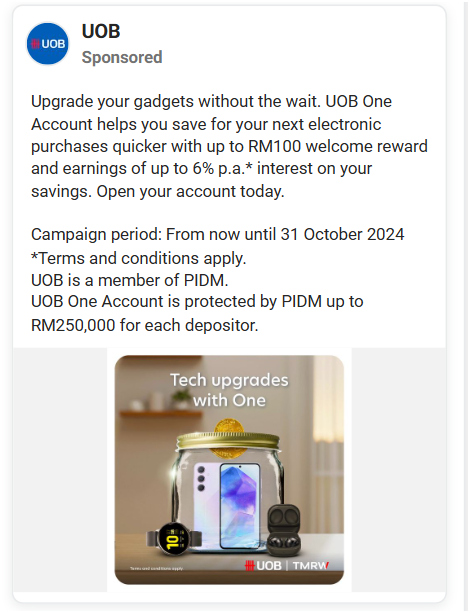 UOB
UOB
Sponsored
Upgrade your gadgets without the wait. UOB One
Account helps you save for your next electronic
purchases quicker with up to RM100 welcome reward
and earnings of up to 6% p.a.* interest on your
savings. Open your account today.
Campaign period: From now until 31 October 2024
*Terms and conditions apply.
UOB is a member of PIDM.
UOB One Account is protected by PIDM up to
RM250,000 for each depositor.
Tech upgrades
with One
10
Terms and conditions apply.
UOB | TMRW